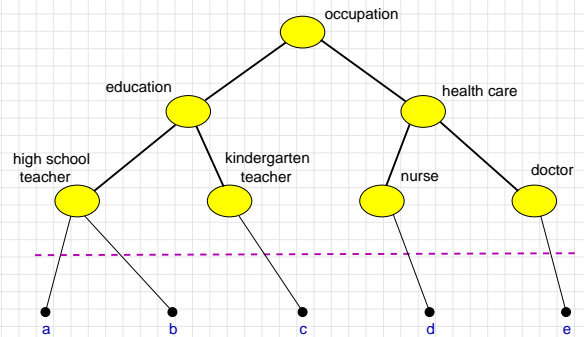 occupation
education
health care
high school
teacher
kindergarten
teacher
nurse
doctor
a
b
c
d
e